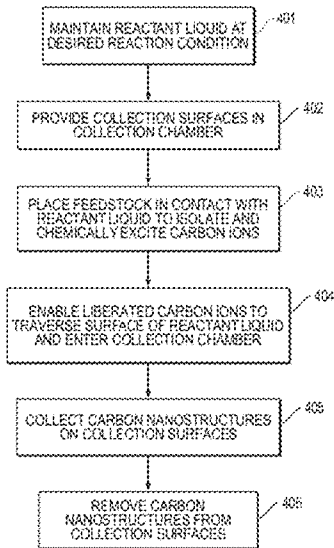 MAINTAIN REACTANT LIQUID AT
DESIRED REACTION CONDITION
401
PROVIDE COLLECTION SURFACES IN
COLLECTION CHAMBER
402
PLACE FEEDSTOCK IN CONTACT WITH
REACTANT LIQUID TO ISOLATE AND
CHEMICALLY EXCITE CARBON IONS
403
ENABLE LIBERATED CARBON IONS TO
TRAVERSE SURFACE OF REACTANT LIQUID
AND ENTER COLLECTION CHAMBER
404
COLLECT CARBON NANOSTRUCTURES
ON COLLECTION SURFACES
405
REMOVE CARBON
NANOSTRUCTURES FROM
COLLECTION SURFACES
406